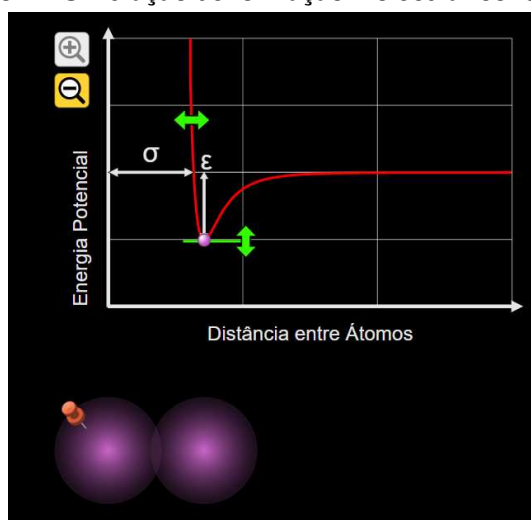 σ
ε
Energia Potencial
Distância entre Átomos